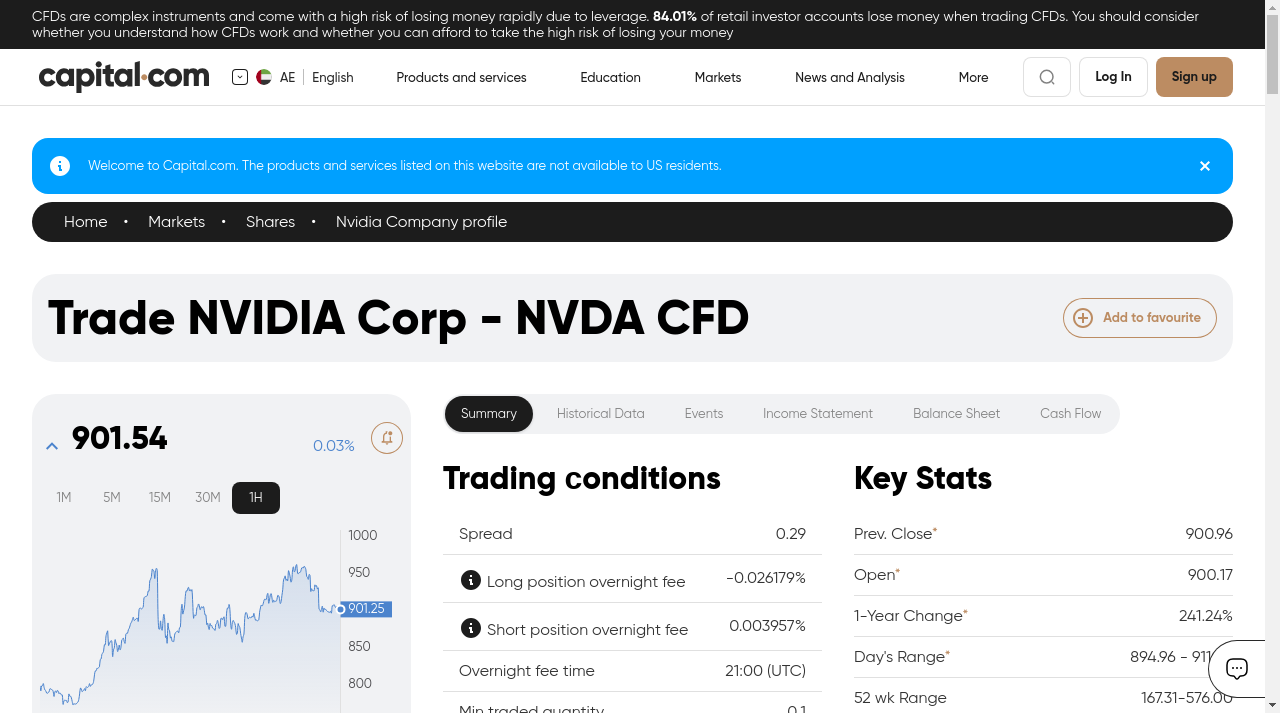 CFDs are complex instruments and come with a high risk of losing money rapidly due to leverage. 84.01% of retail investor accounts lose money when trading CFDs. You should consider
whether you understand how CFDs work and whether you can afford to take the high risk of losing your money
capital.com
AE
English
Products and services
Education
Markets
News and Analysis
More
Log In
Sign up
Welcome to Capital.com. The products and services listed on this website are not available to US residents.
Home • Markets • Shares • Nvidia Company profile
Trade NVIDIA Corp - NVDA CFD
Add to favourite
901.54
0.03%
1M 5M 15M 30M 1H
1000
950
901.25
850
800
Summary
Historical Data
Events
Income Statement
Balance Sheet
Cash Flow
Trading conditions
Spread 0.29
Long position overnight fee -0.026179%
Short position overnight fee 0.003957%
Overnight fee time 21:00 (UTC)
Min traded quantity 0.1
Key Stats
Prev. Close* 900.96
Open* 900.17
1-Year Change* 241.24%
Day's Range* 894.96 - 911
52 wk Range 167.31-576.00